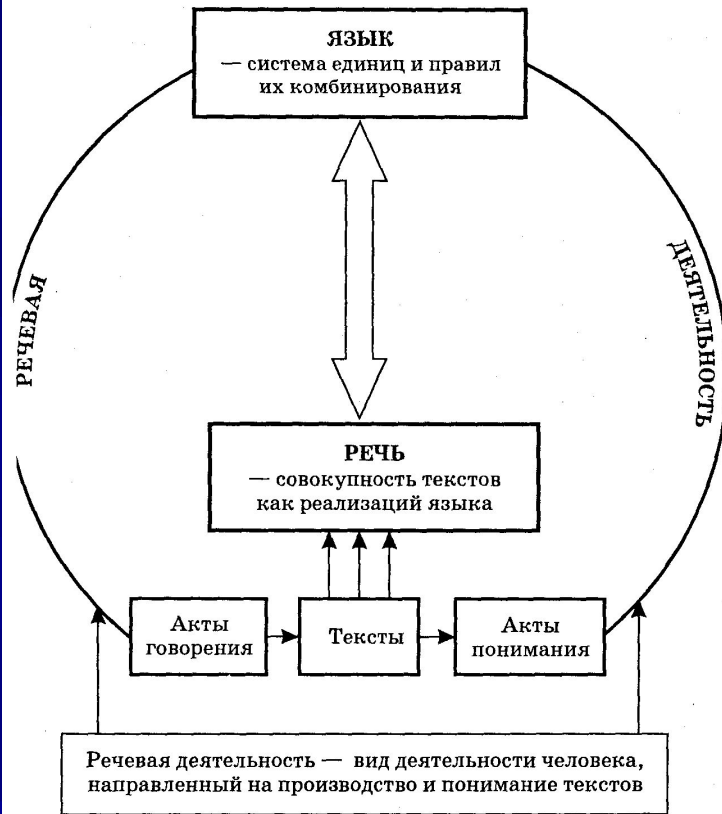 ЯЗЫК
— система единиц и правил
их комбинирования
РЕЧЕВАЯ
ДЕЯТЕЛЬНОСТЬ
РЕЧЬ
— совокупность текстов
как реализаций языка
Акты
говорения
Тексты
Акты
понимания
Речевая деятельность — вид деятельности человека,
направленный на производство и понимание текстов